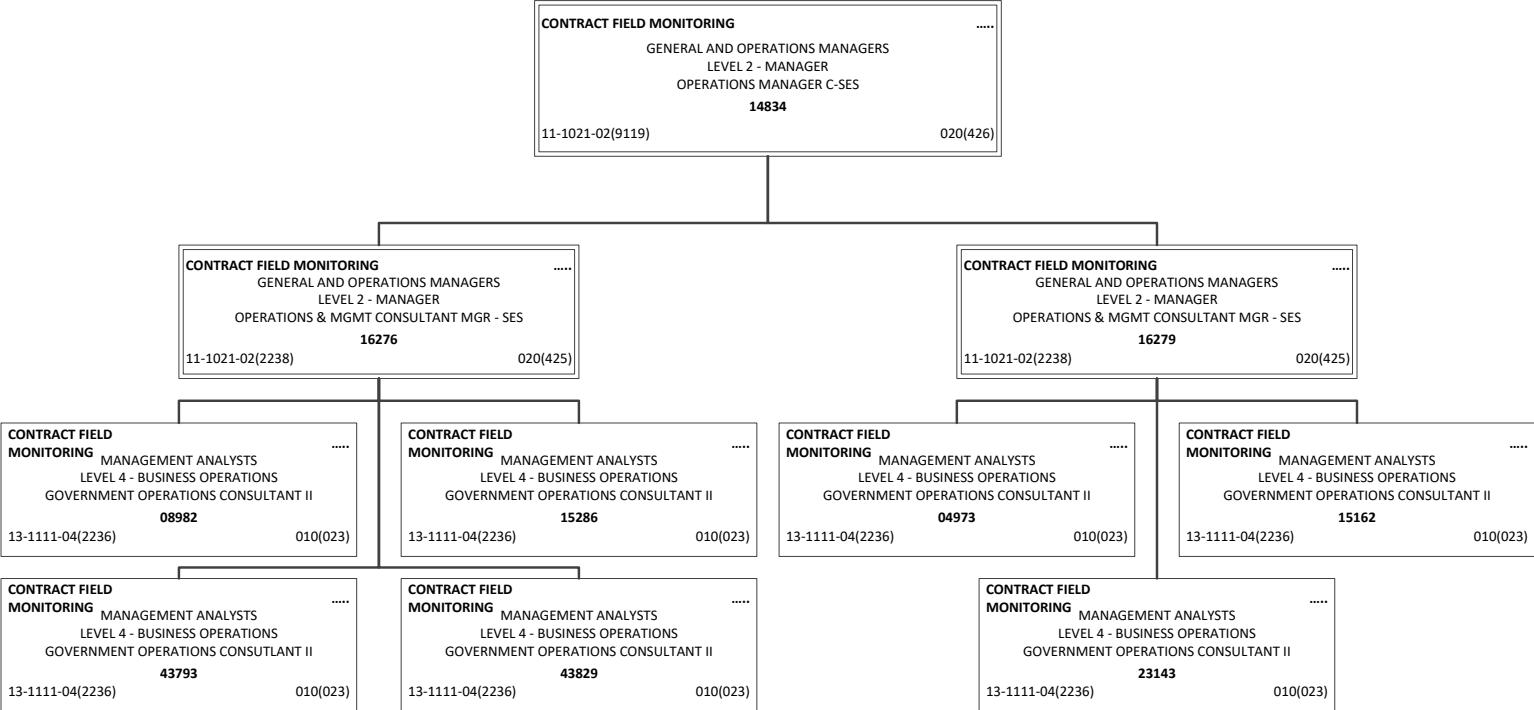 CONTRACT FIELD MONITORING …..
GENERAL AND OPERATIONS MANAGERS
LEVEL 2 - MANAGER
OPERATIONS MANAGER C-SES
14834
11-1021-02(9119) 020(426)
CONTRACT FIELD MONITORING …..
GENERAL AND OPERATIONS MANAGERS
LEVEL 2 - MANAGER
OPERATIONS & MGMT CONSULTANT MGR - SES
16276
11-1021-02(2238) 020(425)
CONTRACT FIELD MONITORING …..
GENERAL AND OPERATIONS MANAGERS
LEVEL 2 - MANAGER
OPERATIONS & MGMT CONSULTANT MGR - SES
16279
11-1021-02(2238) 020(425)
CONTRACT FIELD
MONITORING …..
MANAGEMENT ANALYSTS
LEVEL 4 - BUSINESS OPERATIONS
GOVERNMENT OPERATIONS CONSULTANT II
08982
13-1111-04(2236) 010(023)
CONTRACT FIELD
MONITORING …..
MANAGEMENT ANALYSTS
LEVEL 4 - BUSINESS OPERATIONS
GOVERNMENT OPERATIONS CONSULTANT II
15286
13-1111-04(2236) 010(023)
CONTRACT FIELD
MONITORING …..
MANAGEMENT ANALYSTS
LEVEL 4 - BUSINESS OPERATIONS
GOVERNMENT OPERATIONS CONSULTANT II
04973
13-1111-04(2236) 010(023)
CONTRACT FIELD
MONITORING …..
MANAGEMENT ANALYSTS
LEVEL 4 - BUSINESS OPERATIONS
GOVERNMENT OPERATIONS CONSULTANT II
15162
13-1111-04(2236) 010(023)
CONTRACT FIELD
MONITORING …..
MANAGEMENT ANALYSTS
LEVEL 4 - BUSINESS OPERATIONS
GOVERNMENT OPERATIONS CONSUTLANT II
43793
13-1111-04(2236) 010(023)
CONTRACT FIELD
MONITORING …..
MANAGEMENT ANALYSTS
LEVEL 4 - BUSINESS OPERATIONS
GOVERNMENT OPERATIONS CONSULTANT II
43829
13-1111-04(2236) 010(023)
CONTRACT FIELD
MONITORING …..
MANAGEMENT ANALYSTS
LEVEL 4 - BUSINESS OPERATIONS
GOVERNMENT OPERATIONS CONSULTANT II
23143
13-1111-04(2236) 010(023)